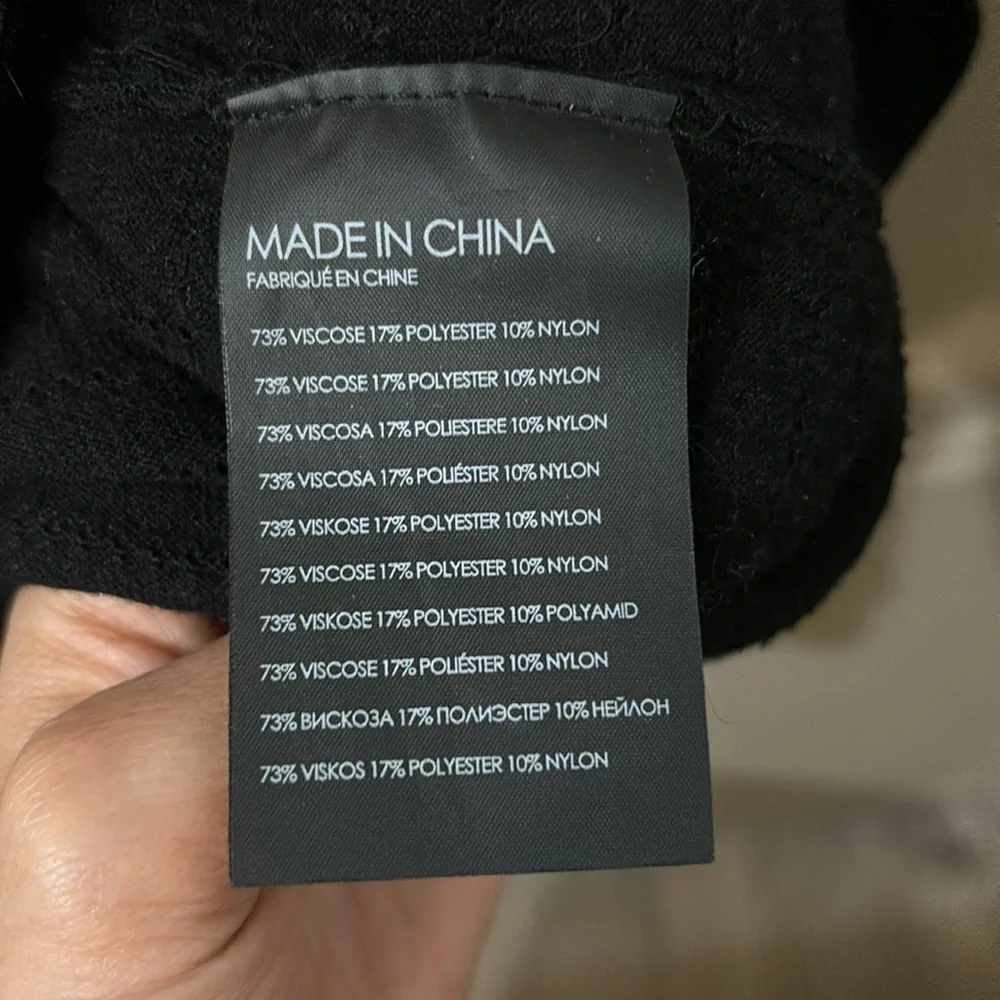 MADE IN CHINA
FABRIQUÉ EN CHINE
73% VISCOSE 17% POLYESTER 10% NYLON
73% VISCOSE 17% POLYESTER 10% NYLON
73% VISCOSA 17% POLIESTERE 10% NYLON
73% VISCOSA 17% POLIÉSTER 10% NYLON
73% VISKOSE 17% POLYESTER 10% NYLON
73% VISCOSE 17% POLYESTER 10% NYLON
73% VISKOSE 17% POLYESTER 10% POLYAMID
73% VISCOSE 17% POLIÉSTER 10% NYLON
73% ВИСКОЗА 17% ПОЛИЭСТЕР 10% НЕЙЛОН
73% VISKOS 17% POLYESTER 10% NYLON